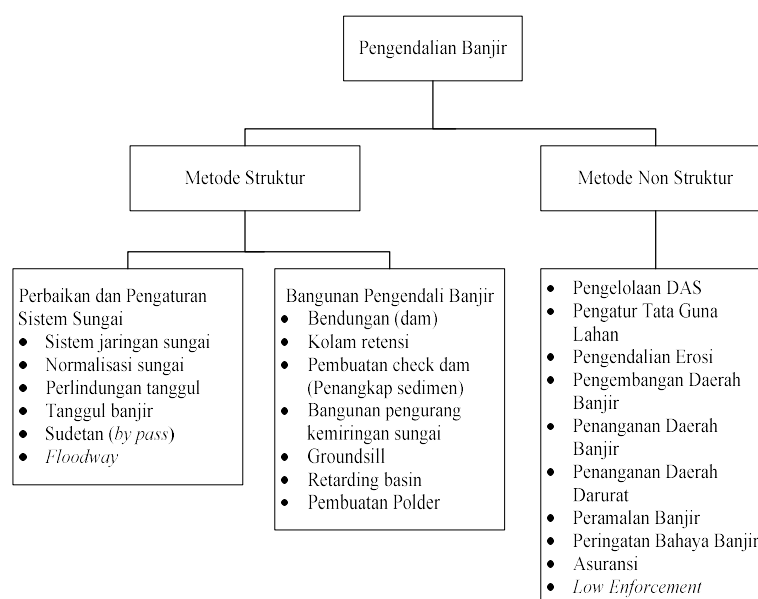 Pengendalian Banjir
Metode Struktur
Metode Non Struktur
Perbaikan dan Pengaturan
Sistem Sungai
• Sistem jaringan sungai
• Normalisasi sungai
• Perlindungan tanggul
• Tanggul banjir
• Sudetan (by pass)
• Floodway
Bangunan Pengendali Banjir
• Bendungan (dam)
• Kolam retensi
• Pembuatan check dam
(Penangkap sedimen)
• Bangunan pengurang
kemiringan sungai
• Groundsill
• Retarding basin
• Pembuatan Polder
• Pengelolaan DAS
• Pengatur Tata Guna
Lahan
• Pengendalian Erosi
• Pengembangan Daerah
Banjir
• Penanganan Daerah
Banjir
• Penanganan Daerah
Darurat
• Peramalan Banjir
• Peringatan Bahaya Banjir
• Asuransi
• Low Enforcement